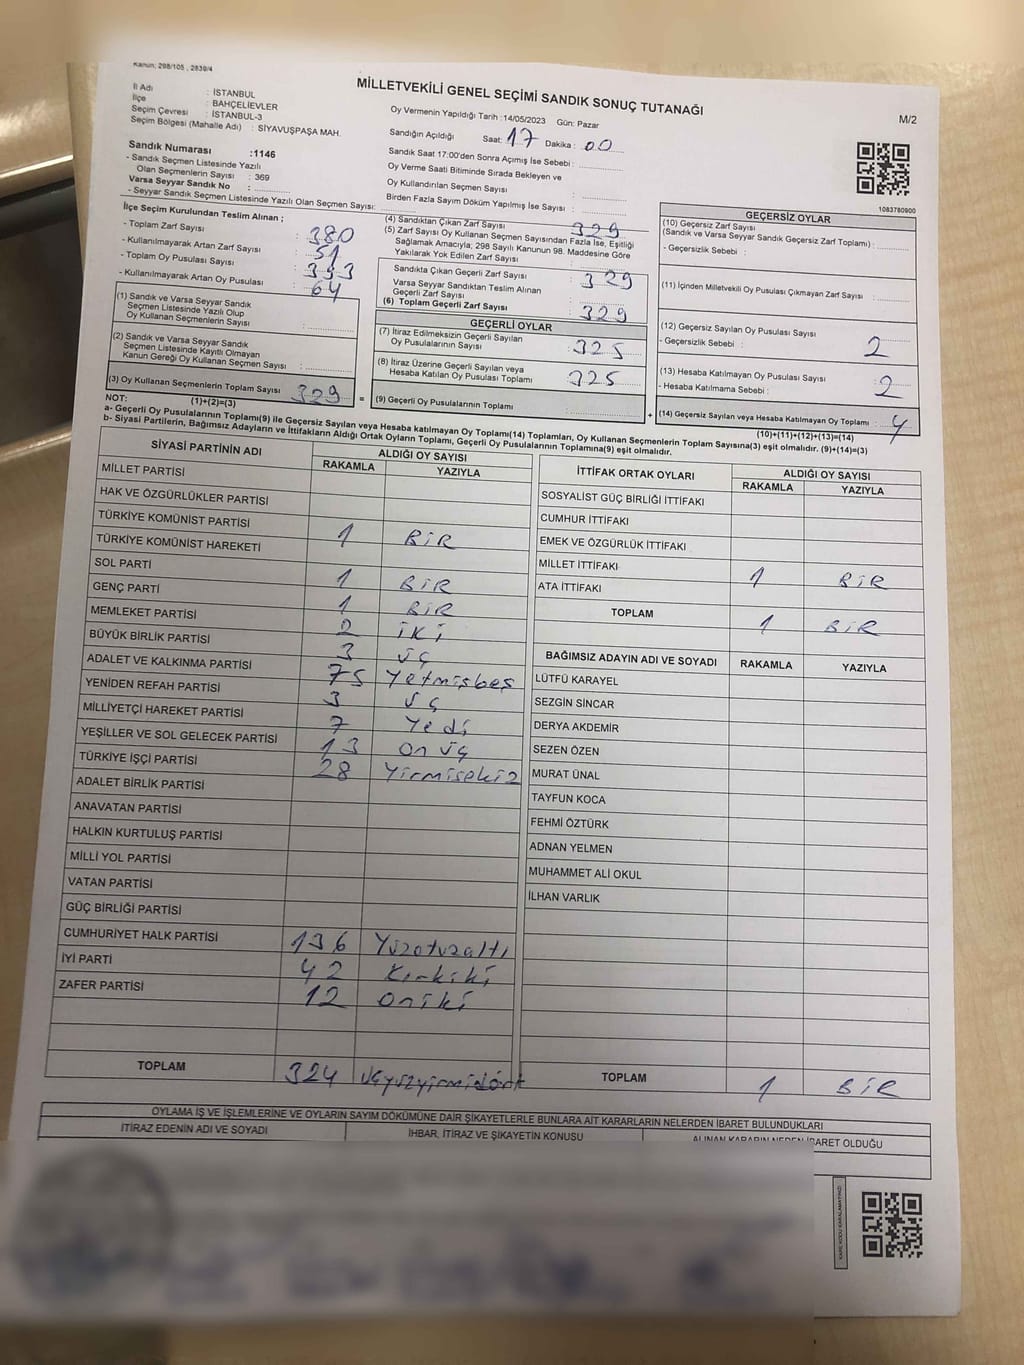 Kanun; 298/105 , 2839/4
MİLLETVEKİLİ GENEL SEÇİMİ SANDIK SONUÇ TUTANAĞI
M/2
İl Adı : İSTANBUL
İlçe : BAHÇELİEVLER
Seçim Çevresi : İSTANBUL-3
Seçim Bölgesi (Mahalle Adı) : SİYAVUŞPAŞA MAH.
Oy Vermenin Yapıldığı Tarih : 14/05/2023 Gün: Pazar
Sandığın Açıldığı Saat: 17 Dakika : 00
Sandık Saat 17:00'den Sonra Açımış İse Sebebi :
Oy Verme Saati Bitiminde Sırada Bekleyen ve
Oy Kullandırılan Seçmen Sayısı :
Birden Fazla Sayım Döküm Yapılmış İse Sayısı :
Sandık Numarası :1146
- Sandık Seçmen Listesinde Yazılı
Olan Seçmenlerin Sayısı : 369
Varsa Seyyar Sandık No :
- Seyyar Sandık Seçmen Listesinde Yazılı Olan Seçmen Sayısı:
1083780900
İlçe Seçim Kurulundan Teslim Alınan ;
- Toplam Zarf Sayısı : 380
- Kullanılmayarak Artan Zarf Sayısı : 51
- Toplam Oy Pusulası Sayısı : 393
- Kullanılmayarak Artan Oy Pusulası : 64
(1) Sandık ve Varsa Seyyar Sandık
Seçmen Listesinde Yazılı Olup
Oy Kullanan Seçmenlerin Sayısı :
(2) Sandık ve Varsa Seyyar Sandık
Seçmen Listesinde Kayıtlı Olmayan
Kanun Gereği Oy Kullanan Seçmen Sayısı :
(3) Oy Kullanan Seçmenlerin Toplam Sayısı 329
(1)+(2)=(3)
(4) Sandıktan Çıkan Zarf Sayısı : 329
(5) Zarf Sayısı Oy Kullanan Seçmen Sayısından Fazla İse, Eşitliği
Sağlamak Amacıyla; 298 Sayılı Kanunun 98. Maddesine Göre
Yakılarak Yok Edilen Zarf Sayısı :
Sandıkta Çıkan Geçerli Zarf Sayısı : 329
Varsa Seyyar Sandıktan Teslim Alınan
Geçerli Zarf Sayısı :
(6) Toplam Geçerli Zarf Sayısı : 329
GEÇERLİ OYLAR
(7) İtiraz Edilmeksizin Geçerli Sayılan
Oy Pusulalarının Sayısı : 325
(8) İtiraz Üzerine Geçerli Sayılan veya
Hesaba Katılan Oy Pusulası Toplamı : 325
= (9) Geçerli Oy Pusulalarının Toplamı :
GEÇERSİZ OYLAR
(10) Geçersiz Zarf Sayısı
(Sandık ve Varsa Seyyar Sandık Geçersiz Zarf Toplamı) :
- Geçersizlik Sebebi :
(11) İçinden Milletvekili Oy Pusulası Çıkmayan Zarf Sayısı :
(12) Geçersiz Sayılan Oy Pusulası Sayısı
- Geçersizlik Sebebi : 2
(13) Hesaba Katılmayan Oy Pusulası Sayısı
- Hesaba Katılmama Sebebi : 2
+ (14) Geçersiz Sayılan veya Hesaba Katılmayan Oy Toplamı : 4
(10)+(11)+(12)+(13)=(14)
NOT:
a- Geçerli Oy Pusulalarının Toplamı(9) ile Geçersiz Sayılan veya Hesaba katılmayan Oy Toplamı(14) Toplamları, Oy Kullanan Seçmenlerin Toplam Sayısına(3) eşit olmalıdır. (9)+(14)=(3)
b- Siyasi Partilerin, Bağımsız Adayların ve İttifakların Aldığı Ortak Oyların Toplamı, Geçerli Oy Pusulalarının Toplamına(9) eşit olmalıdır.
SİYASİ PARTİNİN ADI ALDIĞI OY SAYISI
RAKAMLA YAZIYLA
MİLLET PARTİSİ
HAK VE ÖZGÜRLÜKLER PARTİSİ
TÜRKİYE KOMÜNİST PARTİSİ
TÜRKİYE KOMÜNİST HAREKETİ 1 BİR
SOL PARTİ
GENÇ PARTİ 1 BİR
MEMLEKET PARTİSİ 1 BİR
BÜYÜK BİRLİK PARTİSİ 2 iki
ADALET VE KALKINMA PARTİSİ 3 üç
YENİDEN REFAH PARTİSİ 75 Yetmişbeş
MİLLİYETÇİ HAREKET PARTİSİ 3 üç
YEŞİLLER VE SOL GELECEK PARTİSİ 7 Yedi
TÜRKİYE İŞÇİ PARTİSİ 13 on üç
28 Yirmisekiz
ADALET BİRLİK PARTİSİ
ANAVATAN PARTİSİ
HALKIN KURTULUŞ PARTİSİ
MİLLİ YOL PARTİSİ
VATAN PARTİSİ
GÜÇ BİRLİĞİ PARTİSİ
CUMHURİYET HALK PARTİSİ 136 Yüzotuzaltı
İYİ PARTİ 42 Kırkiki
ZAFER PARTİSİ 12 oniki
TOPLAM 324 üçyüzyirmidört
İTTİFAK ORTAK OYLARI ALDIĞI OY SAYISI
RAKAMLA YAZIYLA
SOSYALİST GÜÇ BİRLİĞİ İTTİFAKI
CUMHUR İTTİFAKI
EMEK VE ÖZGÜRLÜK İTTİFAKI
MİLLET İTTİFAKI 1 BİR
ATA İTTİFAKI
TOPLAM 1 BİR
BAĞIMSIZ ADAYIN ADI VE SOYADI RAKAMLA YAZIYLA
LÜTFÜ KARAYEL
SEZGİN SİNCAR
DERYA AKDEMİR
SEZEN ÖZEN
MURAT ÜNAL
TAYFUN KOCA
FEHMİ ÖZTÜRK
ADNAN YELMEN
MUHAMMET ALİ OKUL
İLHAN VARLIK
TOPLAM 1 BİR
OYLAMA İŞ VE İŞLEMLERİNE VE OYLARIN SAYIM DÖKÜMÜNE DAİR ŞİKAYETLERLE BUNLARA AİT KARARLARIN NELERDEN İBARET BULUNDUKLARI
İTİRAZ EDENİN ADI VE SOYADI İHBAR, İTİRAZ VE ŞİKAYETİN KONUSU ALINAN KARARIN NEDEN İBARET OLDUĞU
KARE KODU KARALAMAYINIZ!